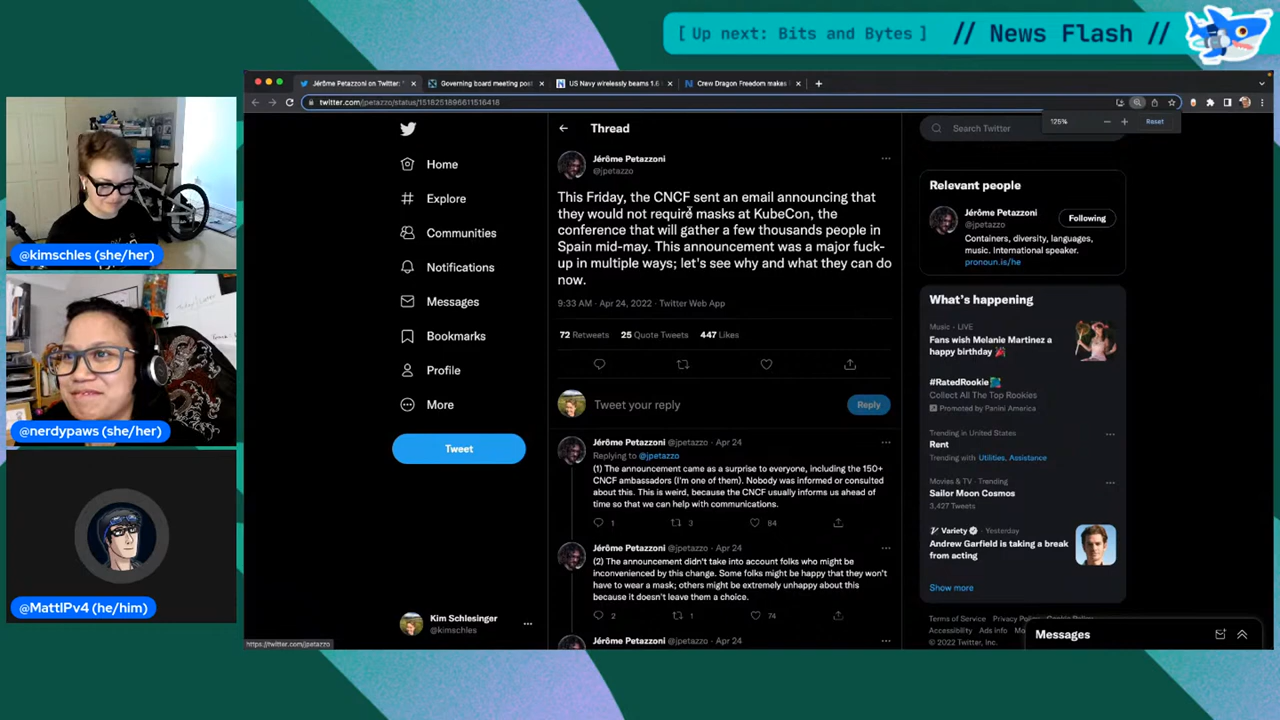 [ Up next: Bits and Bytes ] // News Flash //
@kimschles (she/her)
@nerdypaws (she/her)
@MattIPv4 (he/him)
Jérôme Petazzoni on Twitter: "
Governing board meeting post
US Navy wirelessly beams 1.6
Crew Dragon Freedom makes
twitter.com/jpetazzo/status/1518251896611516418
125%
Reset
Home
Explore
Communities
Notifications
Messages
Bookmarks
Profile
More
Tweet
Kim Schlesinger
@kimschles
https://twitter.com/jpetazzo
Thread
Jérôme Petazzoni
@jpetazzo
This Friday, the CNCF sent an email announcing that
they would not require masks at KubeCon, the
conference that will gather a few thousands people in
Spain mid-may. This announcement was a major fuck-
up in multiple ways; let's see why and what they can do
now.
9:33 AM · Apr 24, 2022 · Twitter Web App
72 Retweets 25 Quote Tweets 447 Likes
Tweet your reply
Reply
Jérôme Petazzoni @jpetazzo · Apr 24
Replying to @jpetazzo
(1) The announcement came as a surprise to everyone, including the 150+
CNCF ambassadors (I'm one of them). Nobody was informed or consulted
about this. This is weird, because the CNCF usually informs us ahead of
time so that we can help with communications.
1 3 84
Jérôme Petazzoni @jpetazzo · Apr 24
(2) The announcement didn't take into account folks who might be
inconvenienced by this change. Some folks might be happy that they won't
have to wear a mask; others might be extremely unhappy about this
because it doesn't leave them a choice.
2 1 74
Jérôme Petazzoni @jpetazzo · Apr 24
Search Twitter
Relevant people
Jérôme Petazzoni
@jpetazzo
Following
Containers, diversity, languages,
music. International speaker.
pronoun.is/he
What's happening
Music · LIVE
Fans wish Melanie Martinez a
happy birthday
#RatedRookie
Collect All The Top Rookies
Promoted by Panini America
Trending in United States
Rent
Trending with Utilities, Assistance
Movies & TV · Trending
Sailor Moon Cosmos
3,427 Tweets
Variety · Yesterday
Andrew Garfield is taking a break
from acting
Show more
Terms of Service Privacy Policy Cookie Policy
Accessibility Ads info Mo
© 2022 Twitter, Inc.
Messages